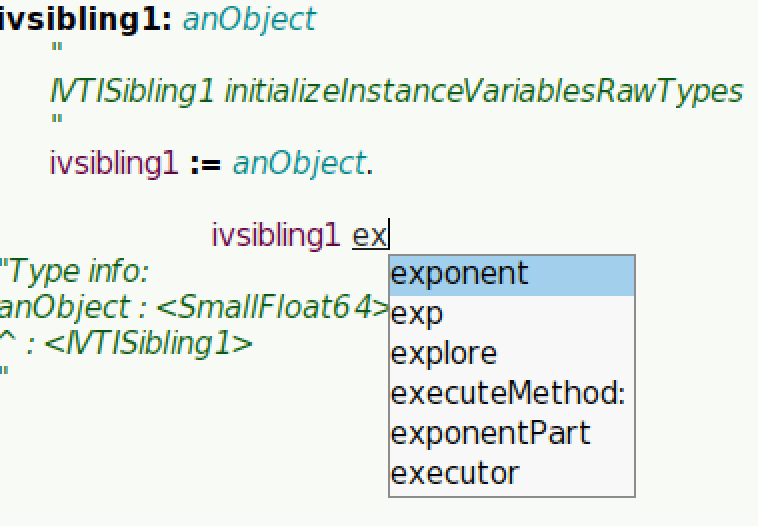 ivsibling1: anObject
"
IVTISibling1 initializeInstanceVariablesRawTypes
"
ivsibling1 := anObject.
ivsibling1 ex
"Type info:
anObject : <SmallFloat64>
^ : <IVTISibling1>
"
exponent
exp
explore
executeMethod:
exponentPart
executor